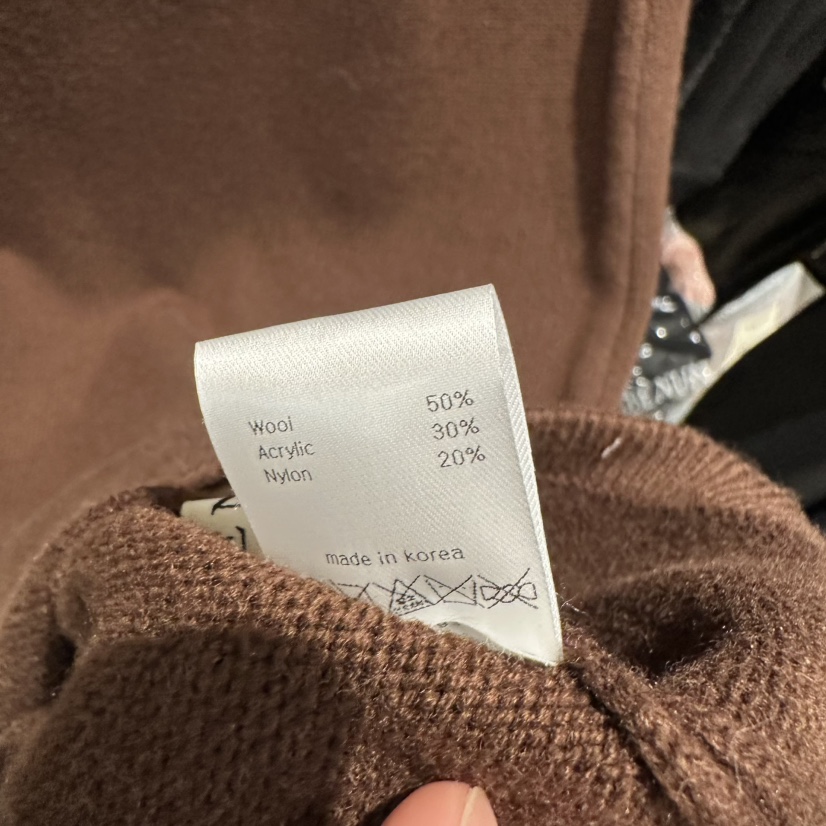 Wool 50%
Acrylic 30%
Nylon 20%
made in korea